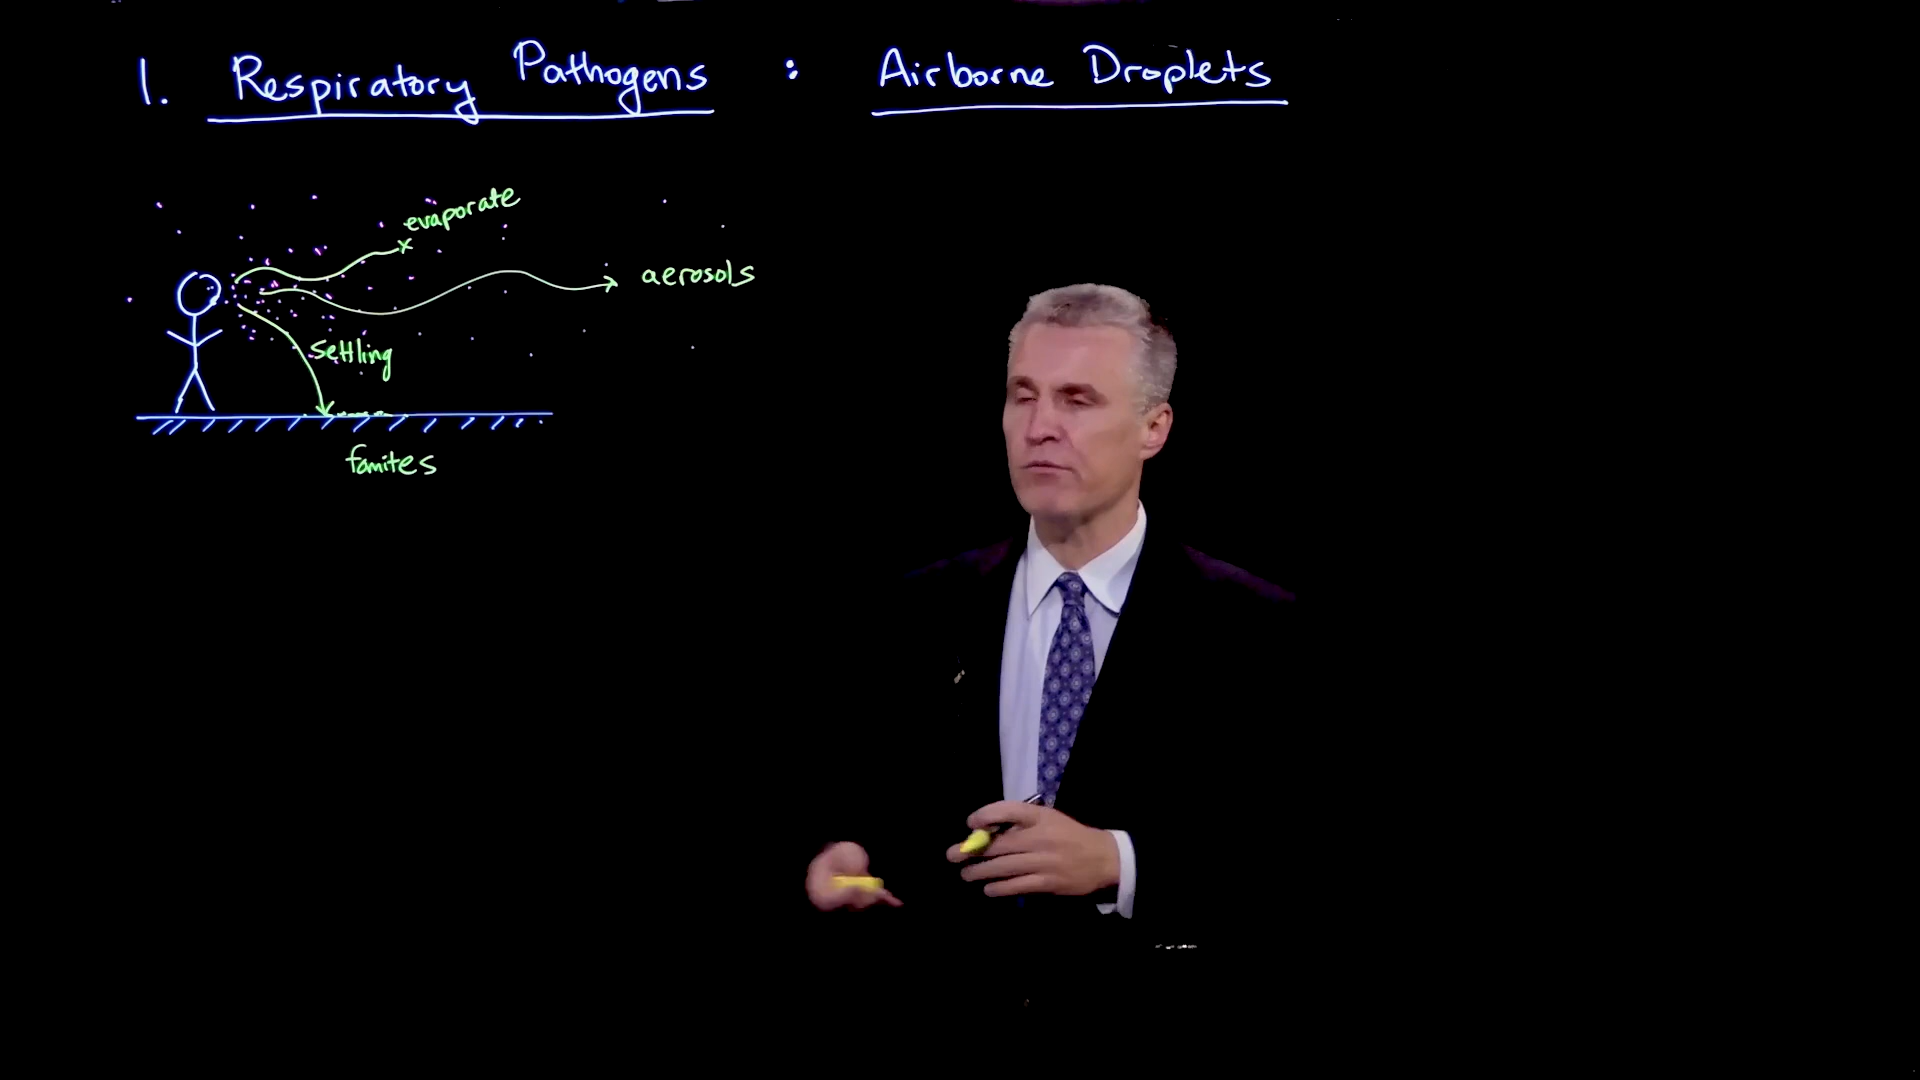 1. Respiratory Pathogens : Airborne Droplets
evaporate
aerosols
settling
fomites